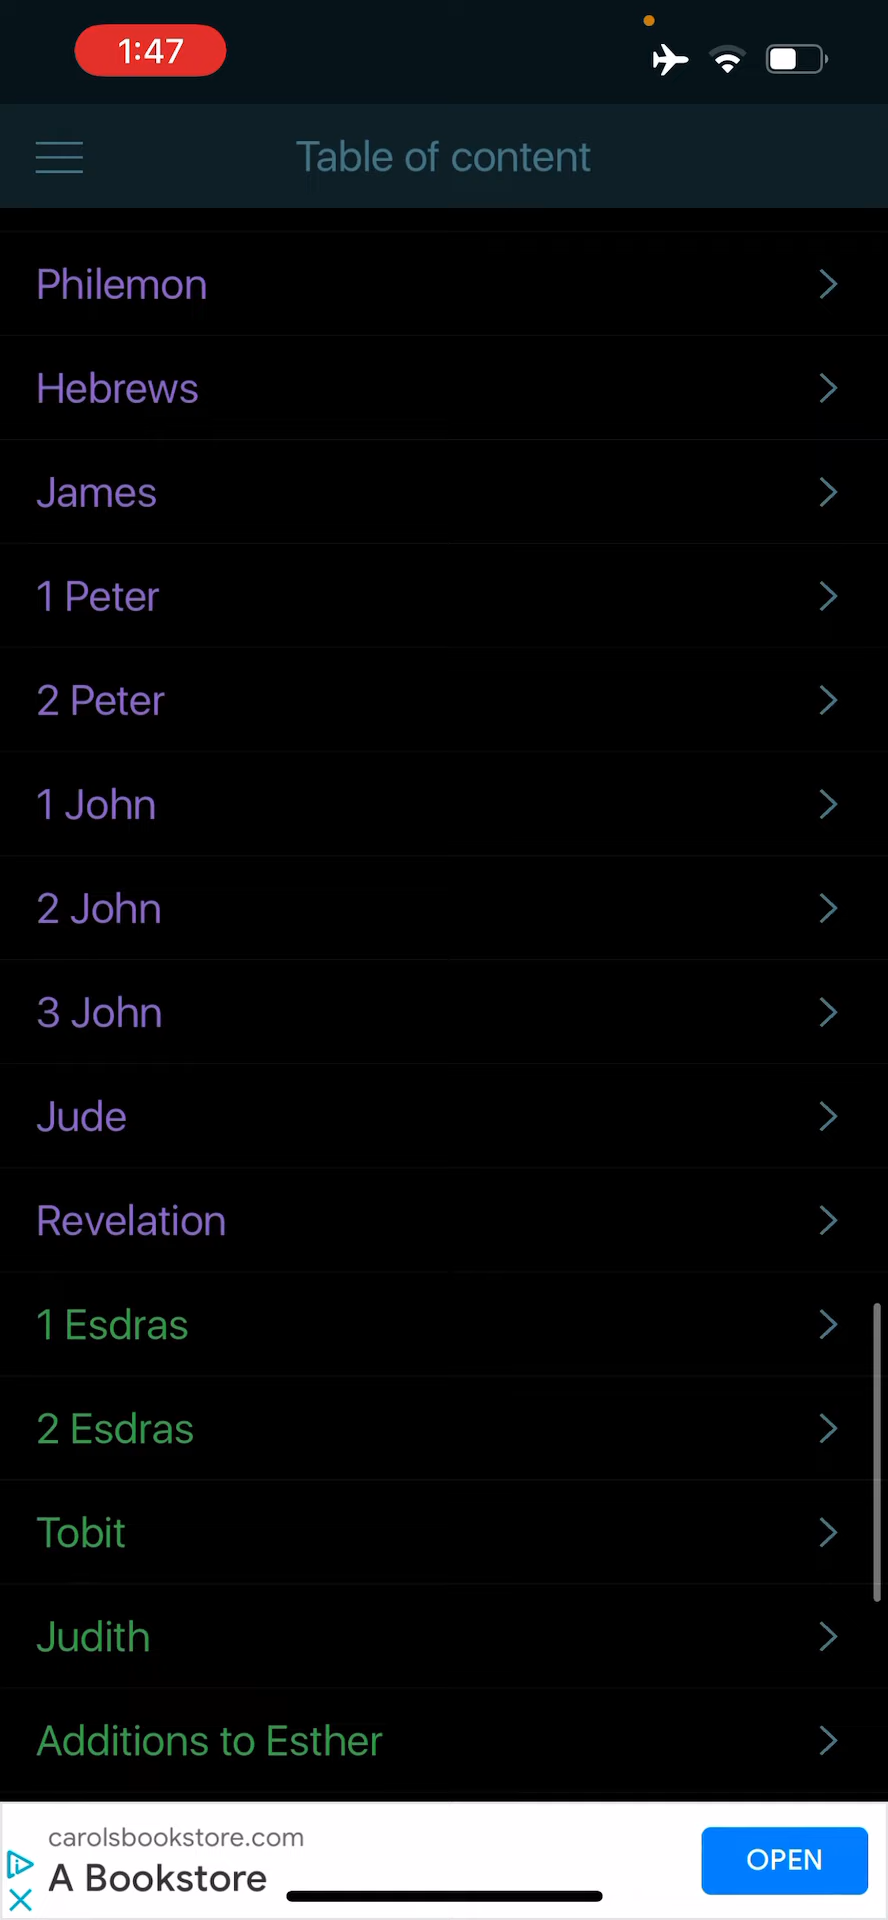 1:47
Table of content
Philemon
Hebrews
James
1 Peter
2 Peter
1 John
2 John
3 John
Jude
Revelation
1 Esdras
2 Esdras
Tobit
Judith
Additions to Esther
carolsbookstore.com
A Bookstore
OPEN